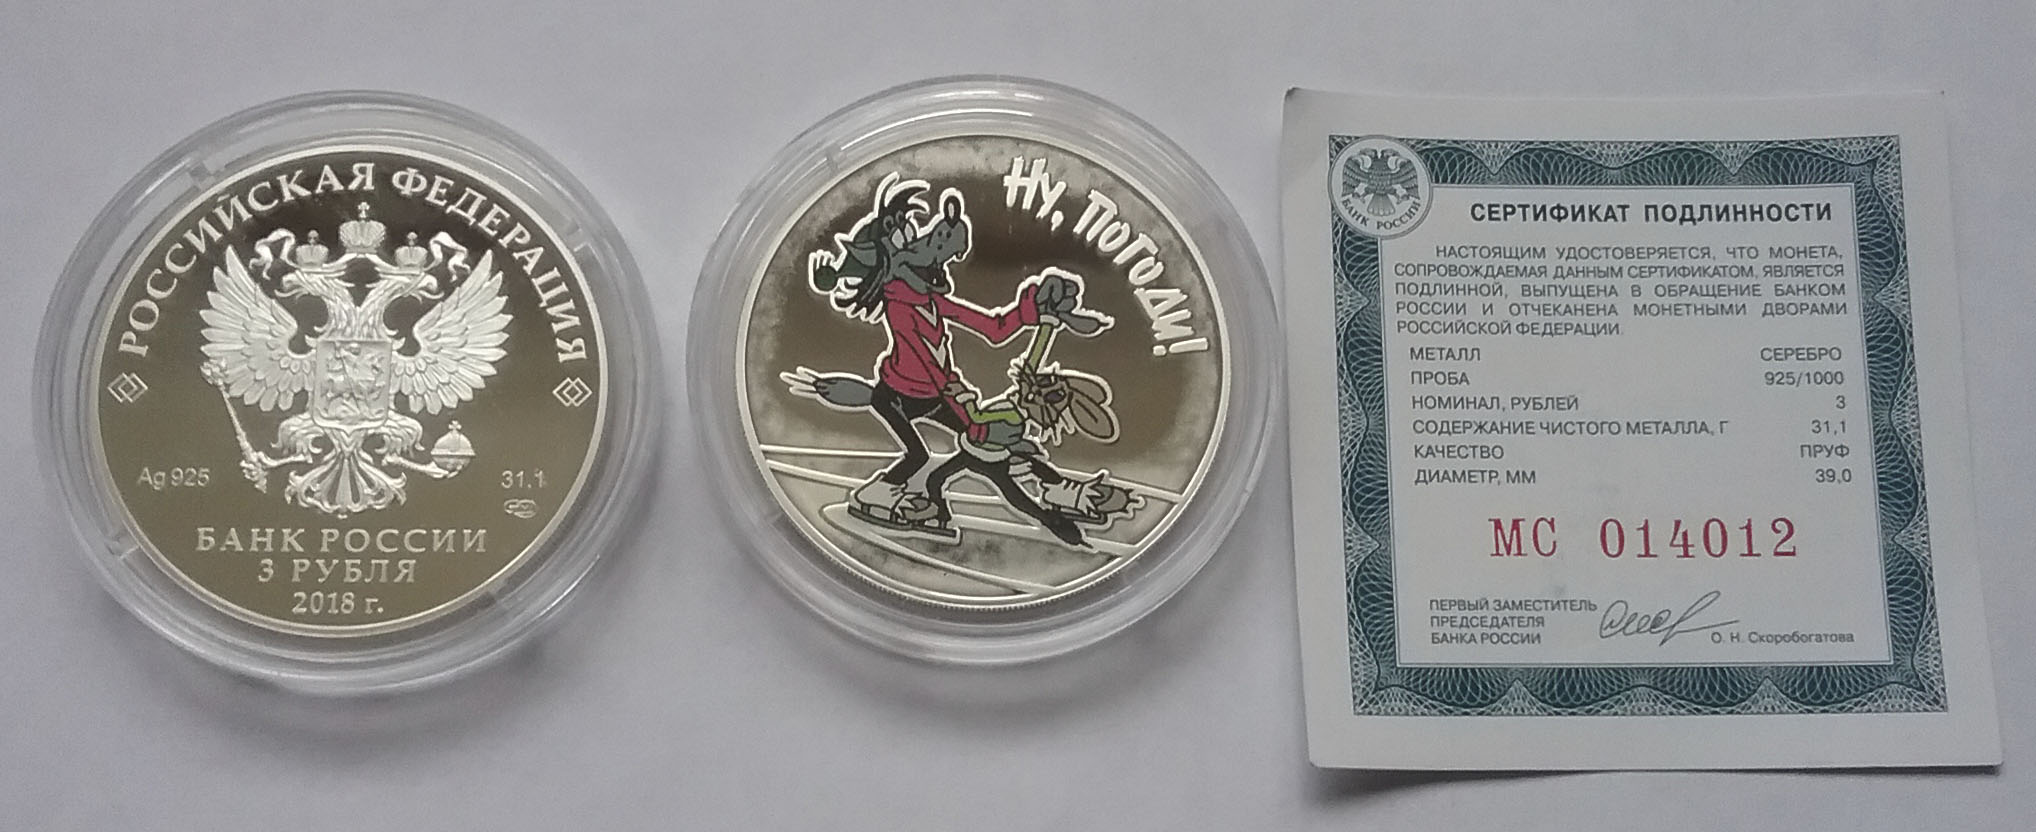 РОССИЙСКАЯ ФЕДЕРАЦИЯ
Ag 925
31,1
БАНК РОССИИ
3 РУБЛЯ
2018 г.
Ну, погоди!
БАНК РОССИИ
СЕРТИФИКАТ ПОДЛИННОСТИ
НАСТОЯЩИМ УДОСТОВЕРЯЕТСЯ, ЧТО МОНЕТА,
СОПРОВОЖДАЕМАЯ ДАННЫМ СЕРТИФИКАТОМ, ЯВЛЯЕТСЯ
ПОДЛИННОЙ, ВЫПУЩЕНА В ОБРАЩЕНИЕ БАНКОМ
РОССИИ И ОТЧЕКАНЕНА МОНЕТНЫМИ ДВОРАМИ
РОССИЙСКОЙ ФЕДЕРАЦИИ.
МЕТАЛЛ СЕРЕБРО
ПРОБА 925/1000
НОМИНАЛ, РУБЛЕЙ 3
СОДЕРЖАНИЕ ЧИСТОГО МЕТАЛЛА, Г 31,1
КАЧЕСТВО ПРУФ
ДИАМЕТР, ММ 39,0
МС 014012
ПЕРВЫЙ ЗАМЕСТИТЕЛЬ
ПРЕДСЕДАТЕЛЯ
БАНКА РОССИИ
О. Н. Скоробогатова